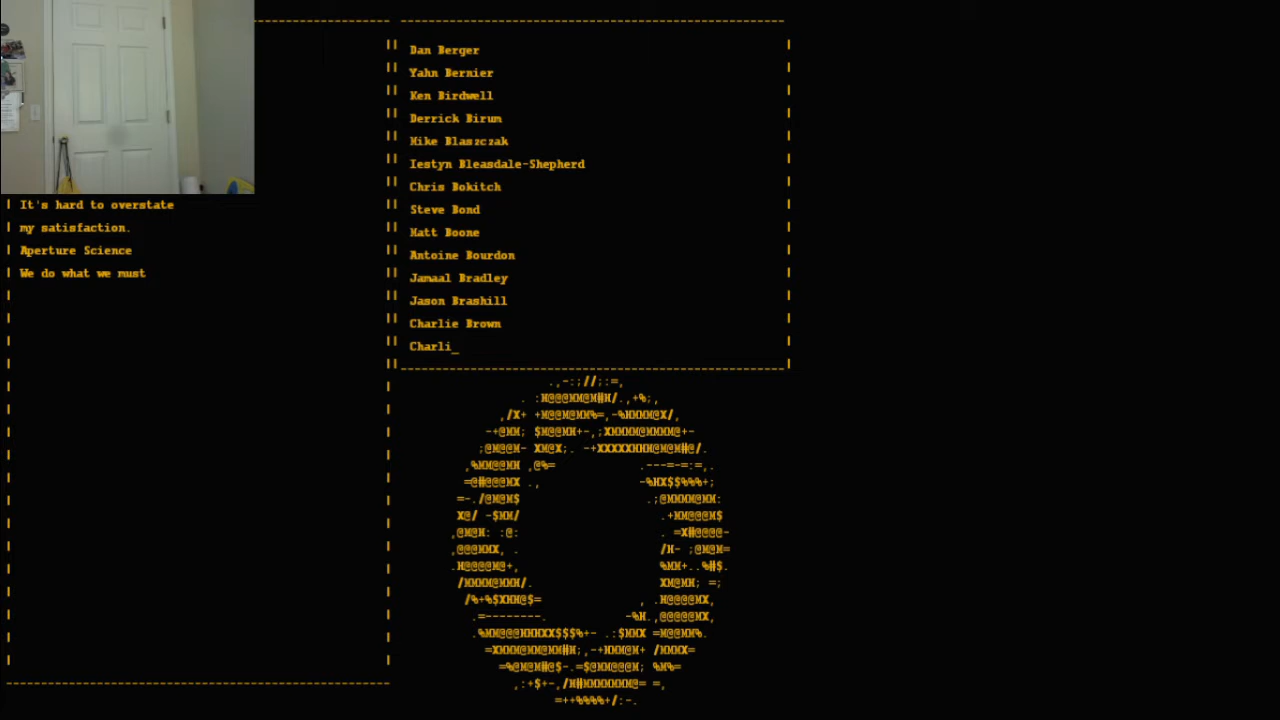 It's hard to overstate
my satisfaction.
Aperture Science
We do what we must
Dan Berger
Yahn Bernier
Ken Birdwell
Derrick Birum
Mike Blaszczak
Iestyn Bleasdale-Shepherd
Chris Bokitch
Steve Bond
Matt Boone
Antoine Bourdon
Jamaal Bradley
Jason Brashill
Charlie Brown
Charli_